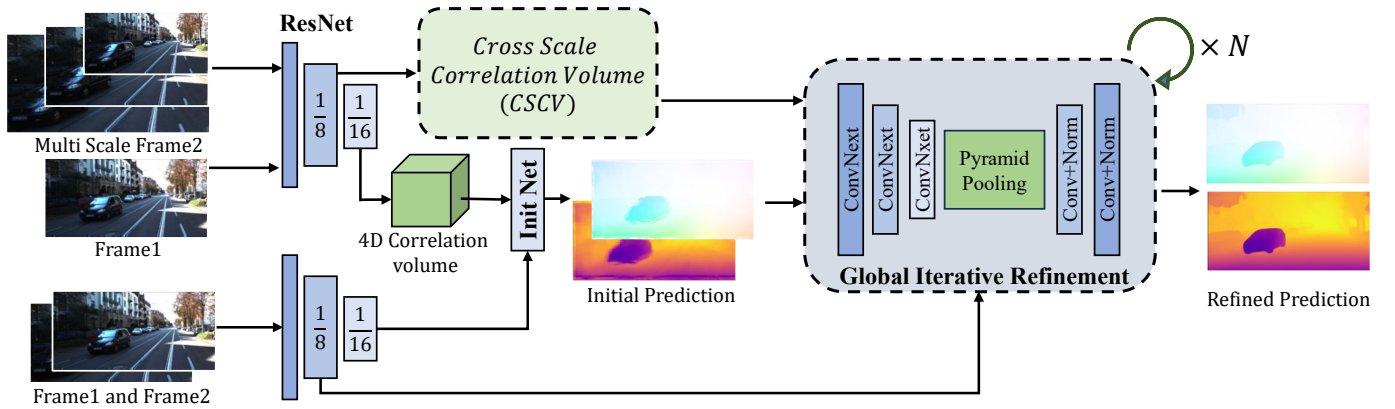 ResNet
Cross Scale
Correlation Volume
(CSCV)
× N
1/8
1/16
Multi Scale Frame2
Frame1
4D Correlation
volume
Init Net
Initial Prediction
ConvNext
ConvNext
ConvNxet
Pyramid
Pooling
Conv+Norm
Conv+Norm
Global Iterative Refinement
Refined Prediction
1/8
1/16
Frame1 and Frame2